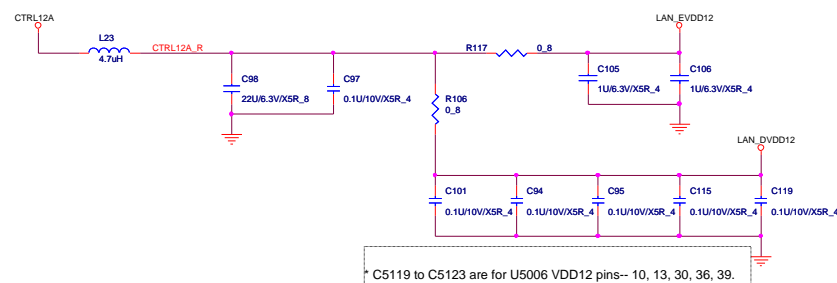 CTRL12A
LAN_EVDD12
L23
CTRL12A_R
4.7uH
R117
0_8
C98
22U/6.3V/X5R_8
C97
0.1U/10V/X5R_4
R106
0_8
C105
1U/6.3V/X5R_4
C106
1U/6.3V/X5R_4
LAN_DVDD12
C101
0.1U/10V/X5R_4
C94
0.1U/10V/X5R_4
C95
0.1U/10V/X5R_4
C115
0.1U/10V/X5R_4
C119
0.1U/10V/X5R_4
* C5119 to C5123 are for U5006 VDD12 pins-- 10, 13, 30, 36, 39.